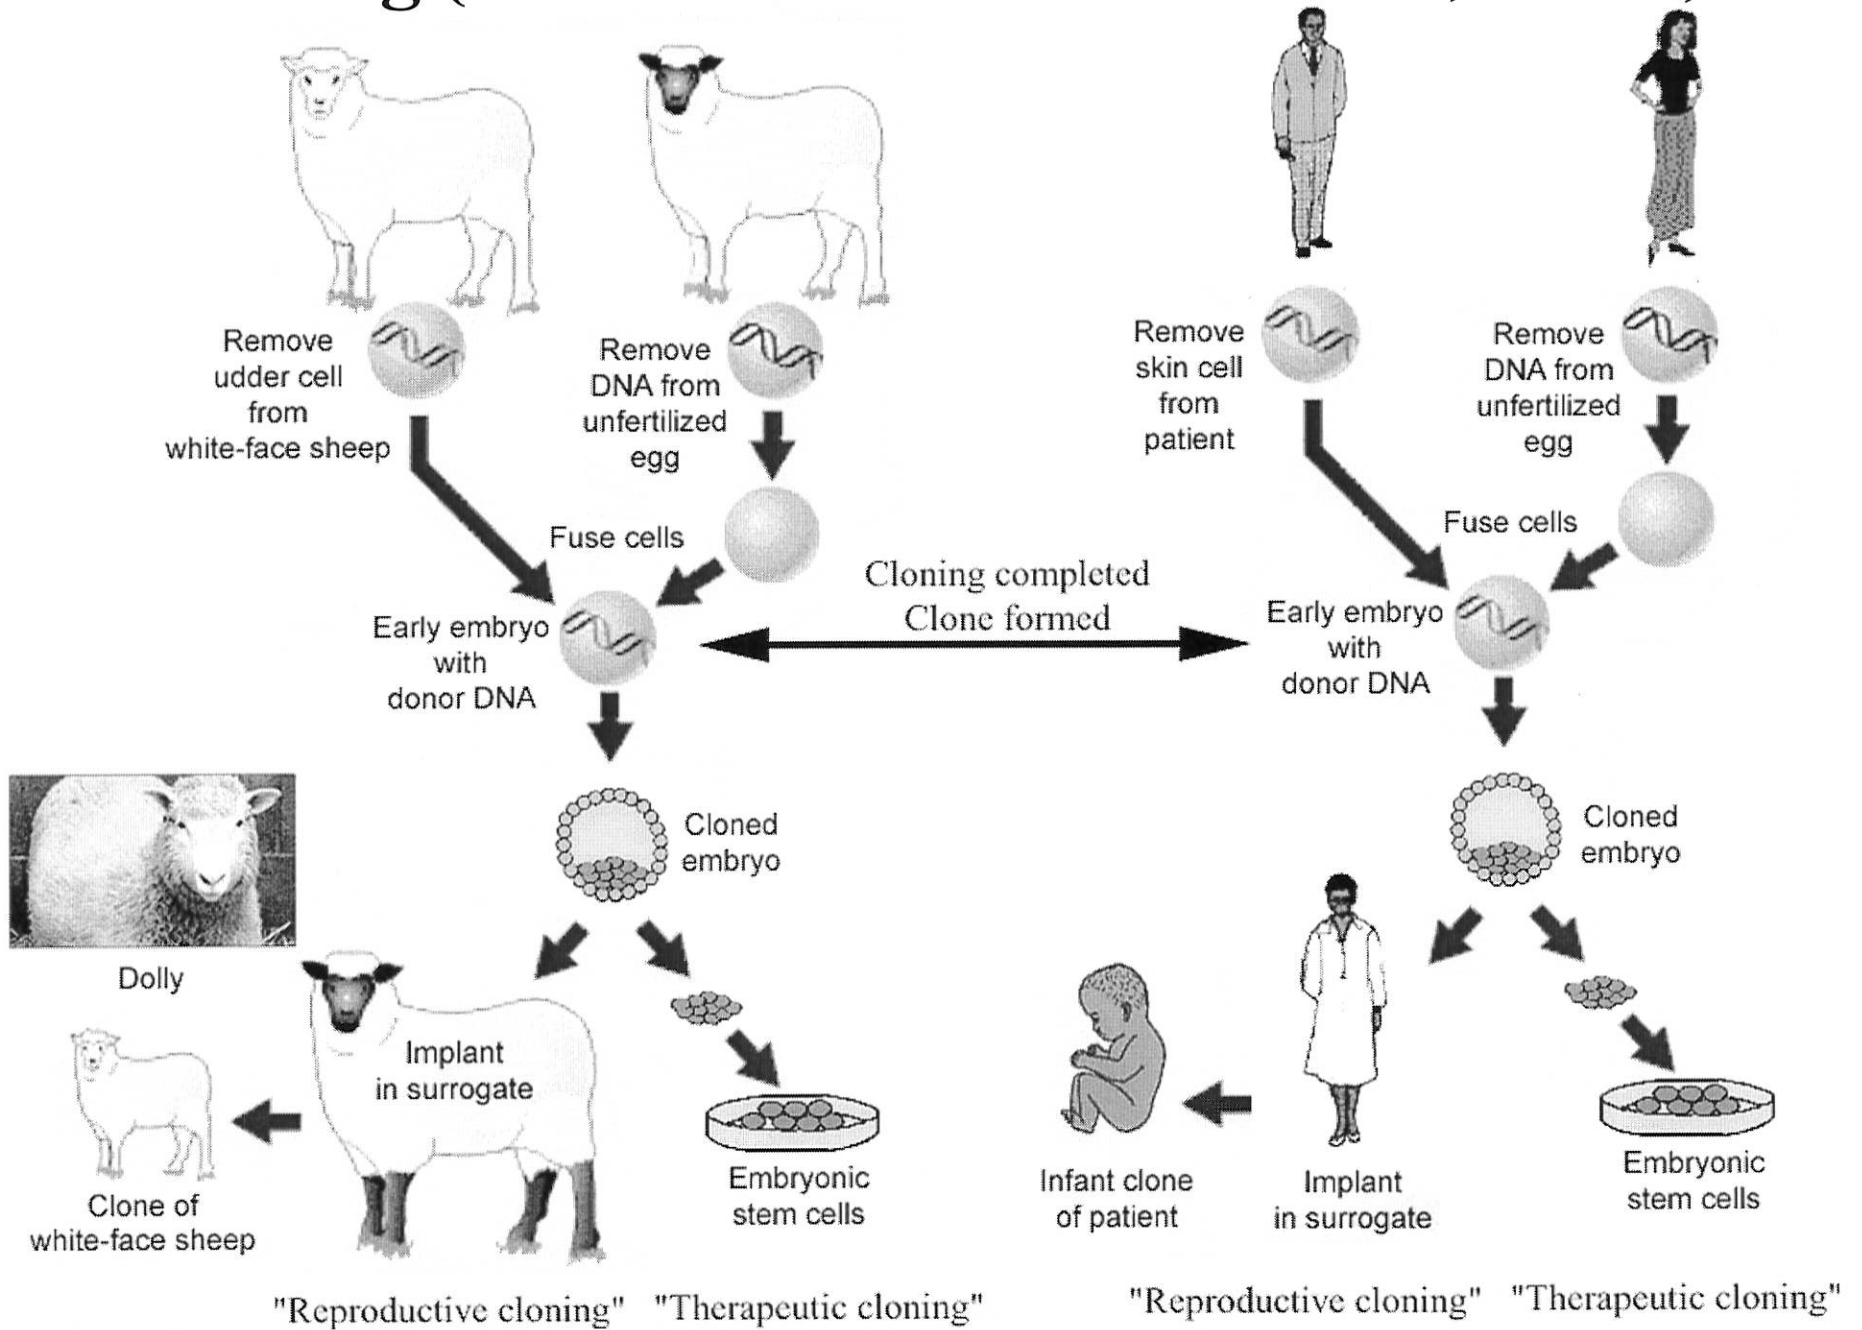 Remove
udder cell
from
white-face sheep
Remove
DNA from
unfertilized
egg
Fuse cells
Early embryo
with
donor DNA
Cloning completed
Clone formed
Remove
skin cell
from
patient
Remove
DNA from
unfertilized
egg
Fuse cells
Early embryo
with
donor DNA
Cloned
embryo
Dolly
Implant
in surrogate
Clone of
white-face sheep
Embryonic
stem cells
Cloned
embryo
Infant clone
of patient
Implant
in surrogate
Embryonic
stem cells
"Reproductive cloning"
"Therapeutic cloning"
"Reproductive cloning"
"Therapeutic cloning"